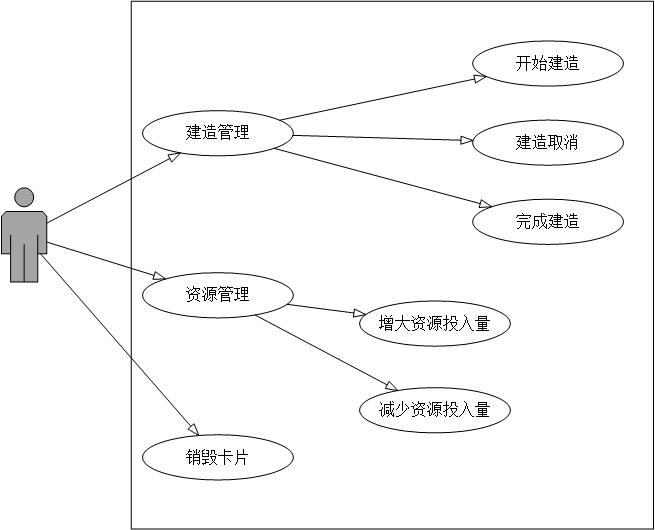 开始建造
建造管理
建造取消
完成建造
资源管理
增大资源投入量
减少资源投入量
销毁卡片